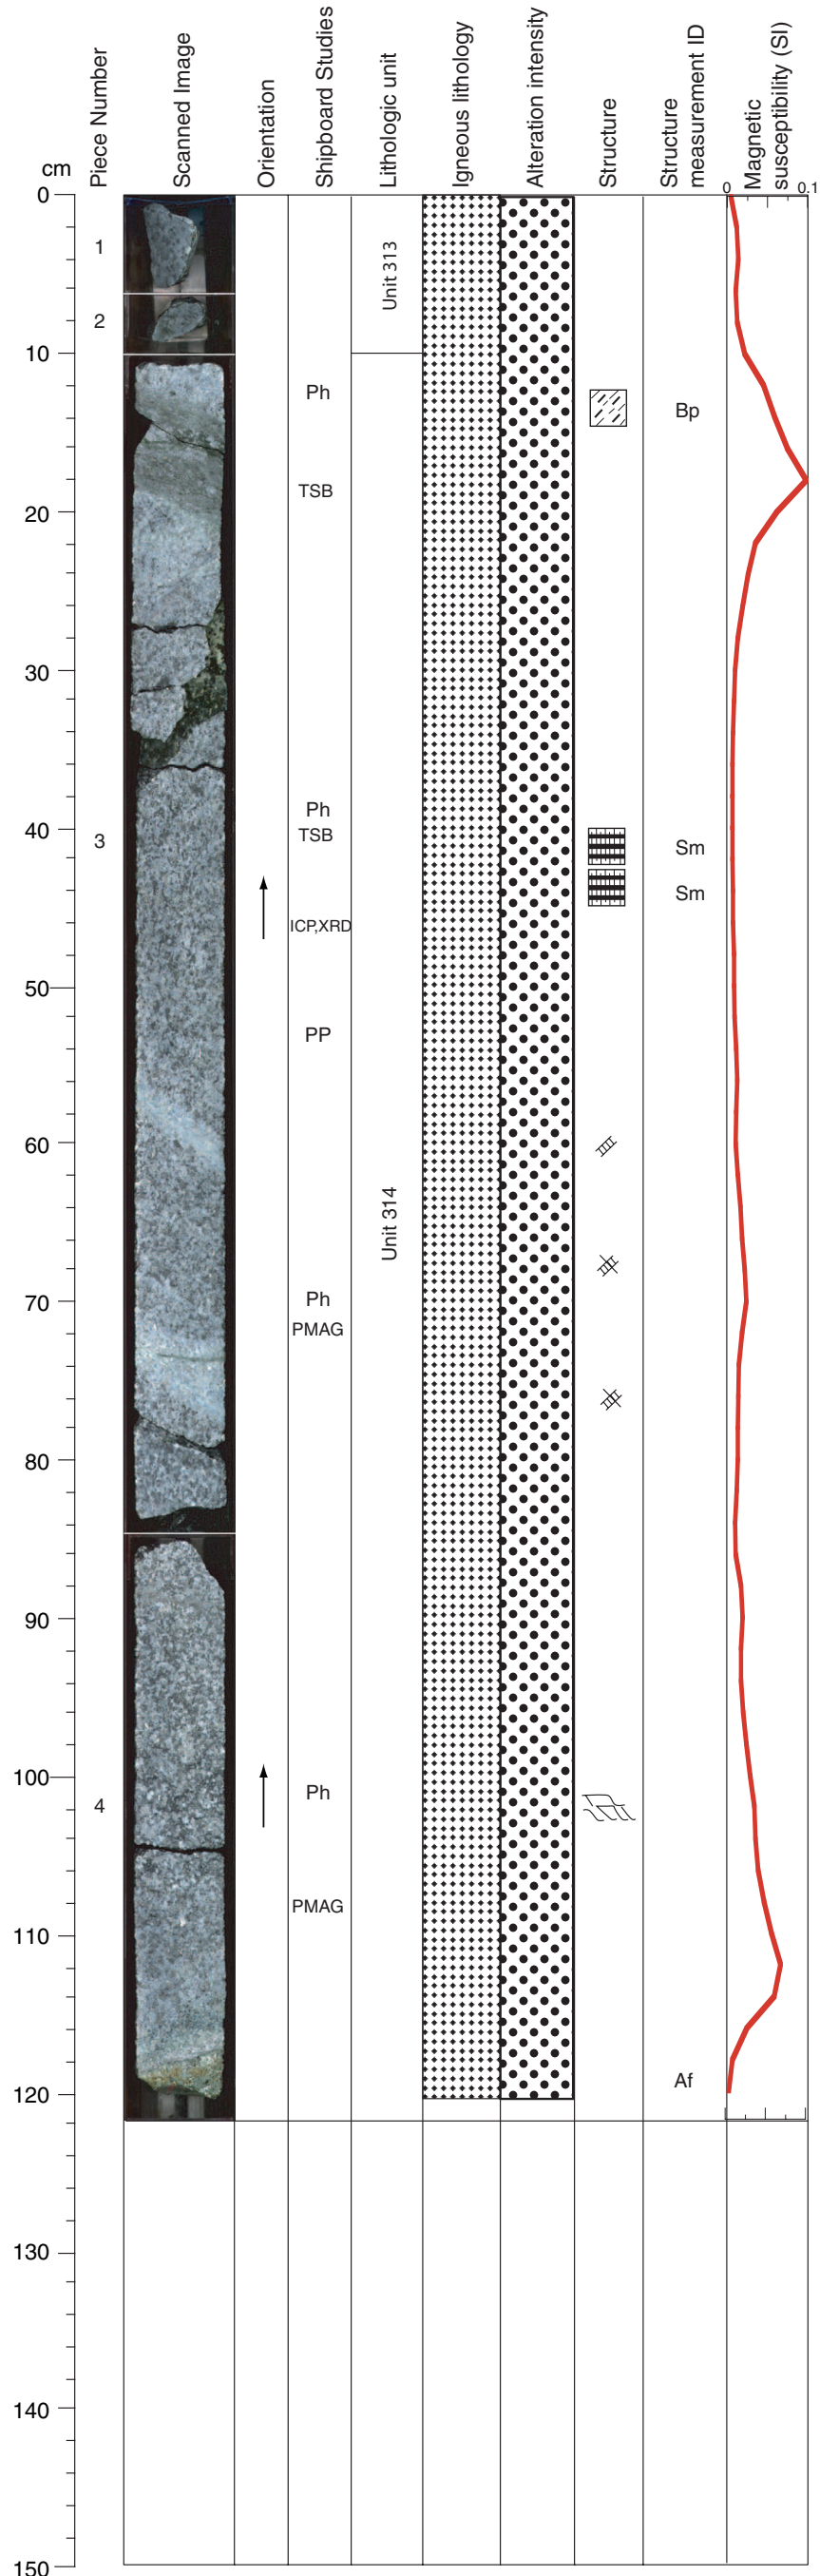 cm
Piece Number
Scanned Image
Orientation
Shipboard Studies
Lithologic unit
Igneous lithology
Alteration intensity
Structure
Structure
measurement ID
Magnetic
susceptibility (SI)
0
0
0.1
1
Unit 313
2
10
Ph
Bp
TSB
20
30
Ph
40
TSB
3
Sm
Sm
ICP,XRD
50
PP
60
Unit 314
70
Ph
PMAG
80
90
100
Ph
4
PMAG
110
Af
120
130
140
150